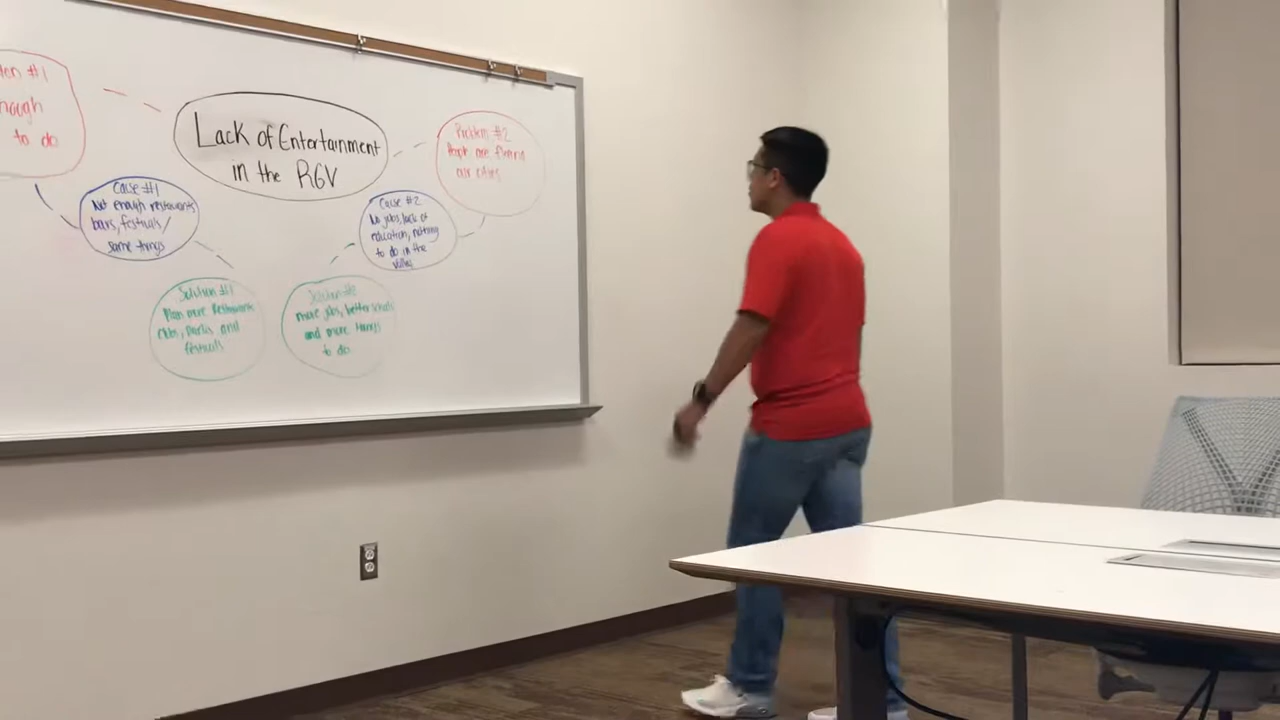 #1
to do
Lack of Entertainment
in the RGV
Problem #2
People are fleeing
our cities
Cause #1
Not enough restaurants
bars, festivals/
same things
Cause #2
No jobs, lack of
education, nothing
to do in the
Valley
Solution #1
Plan more Restaurants
clubs, parks and
festivals
Solution #2
more jobs, better schools
and more things
to do